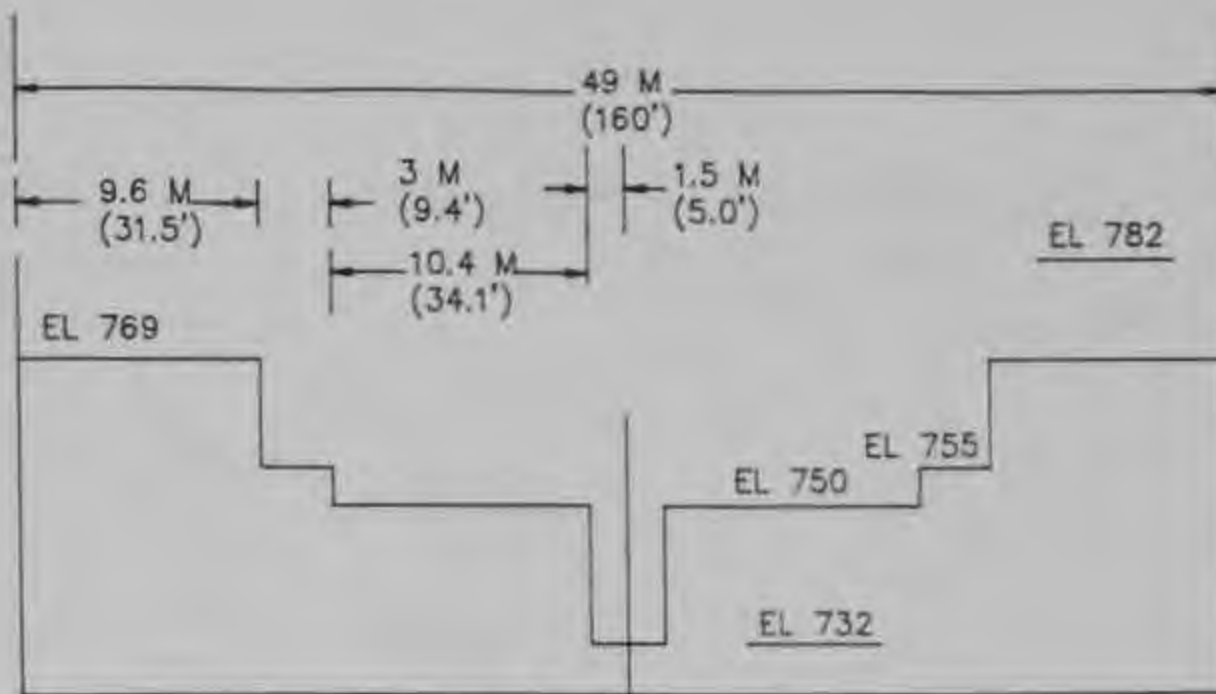 49 M
(160')
9.6 M
(31.5')
3 M
(9.4')
1.5 M
(5.0')
10.4 M
(34.1')
EL 782
EL 769
EL 755
EL 750
EL 732